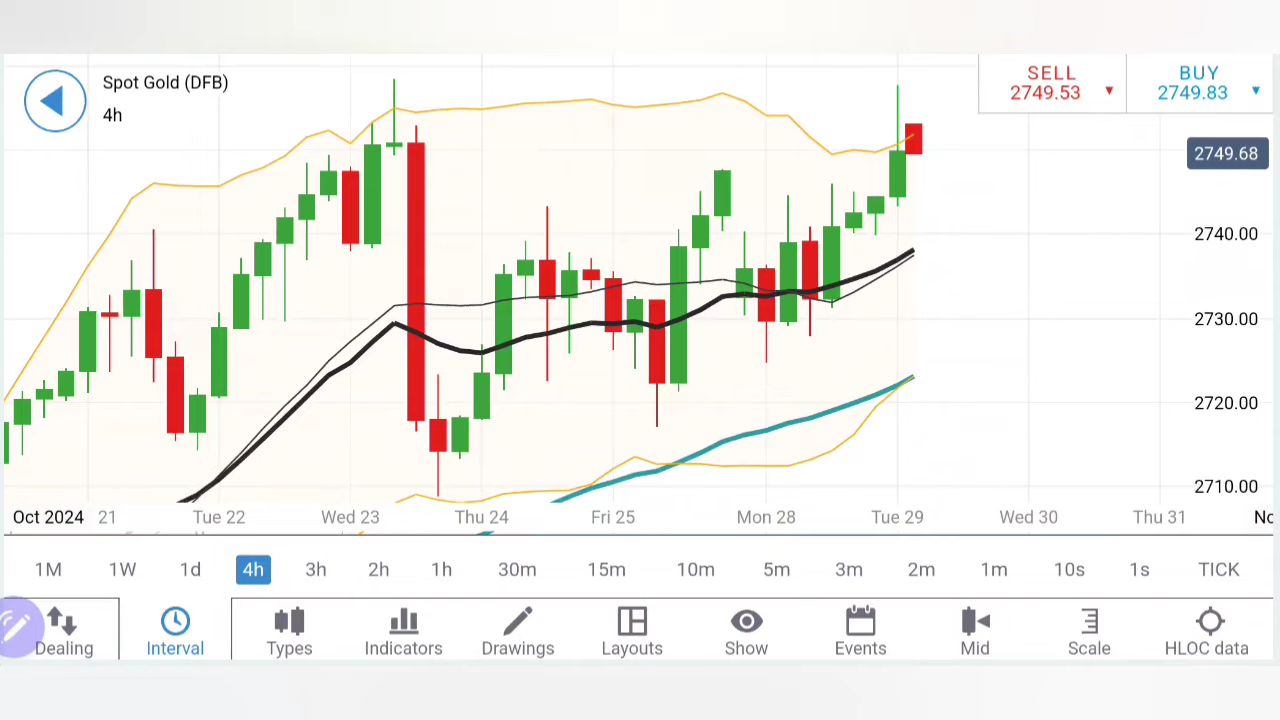 Spot Gold (DFB)
4h
SELL
2749.53
BUY
2749.83
2749.68
2740.00
2730.00
2720.00
2710.00
Oct 2024 21 Tue 22 Wed 23 Thu 24 Fri 25 Mon 28 Tue 29 Wed 30 Thu 31 No
1M 1W 1d 4h 3h 2h 1h 30m 15m 10m 5m 3m 2m 1m 10s 1s TICK
Dealing Interval Types Indicators Drawings Layouts Show Events Mid Scale HLOC data